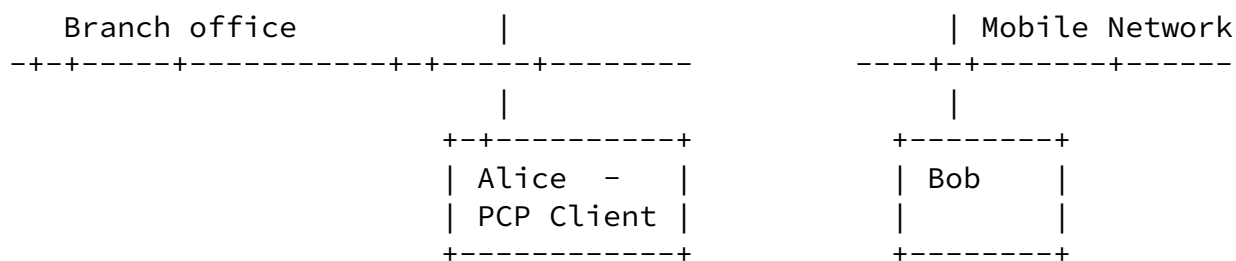 Branch office | | Mobile Network
-+-+-----+-----------+-+-----+-------- ----+-+-------+------
| |
+-+----------+ +--------+
| Alice - | | Bob |
| PCP Client | | |
+------------+ +--------+